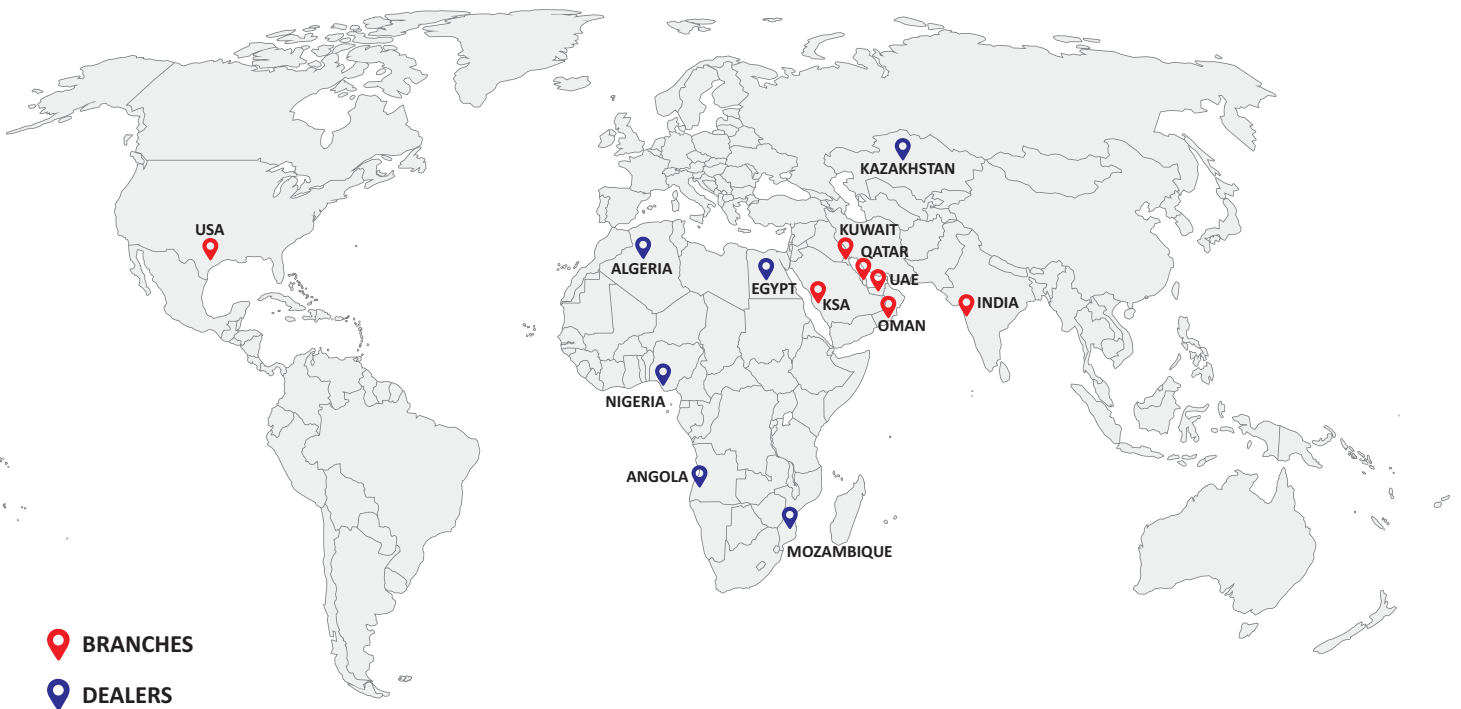 KAZAKHSTAN
USA
KUWAIT
QATAR
ALGERIA
UAE
EGYPT
KSA
INDIA
OMAN
NIGERIA
ANGOLA
MOZAMBIQUE
BRANCHES
DEALERS